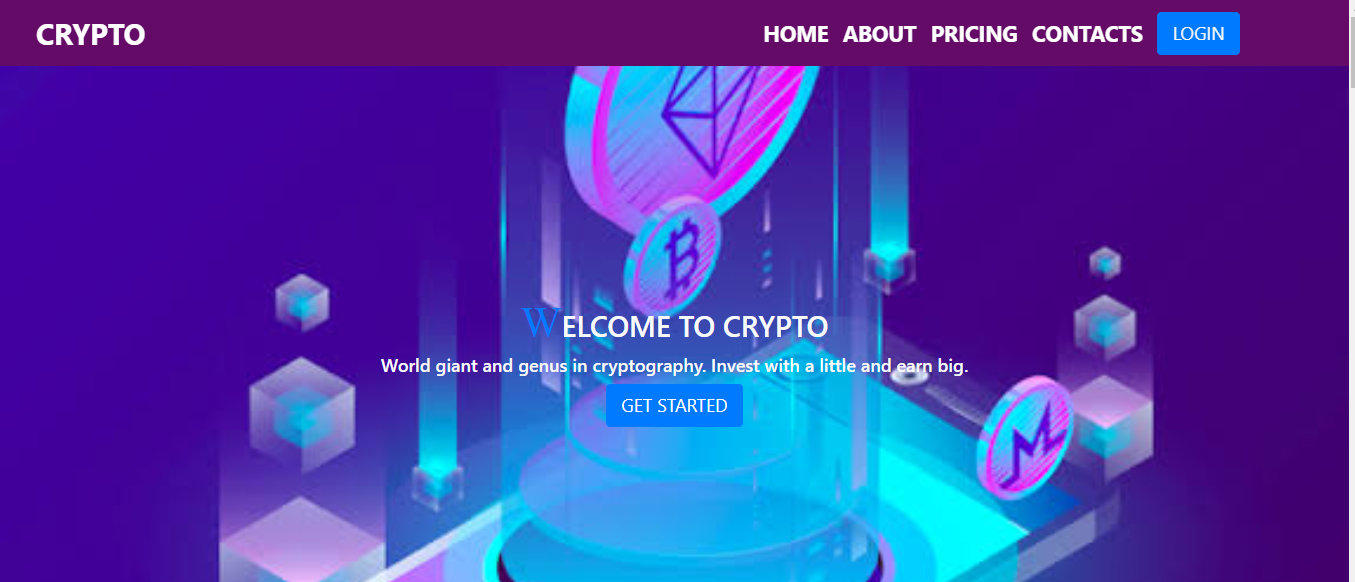 CRYPTO
HOME ABOUT PRICING CONTACTS LOGIN
WELCOME TO CRYPTO
World giant and genus in cryptography. Invest with a little and earn big.
GET STARTED